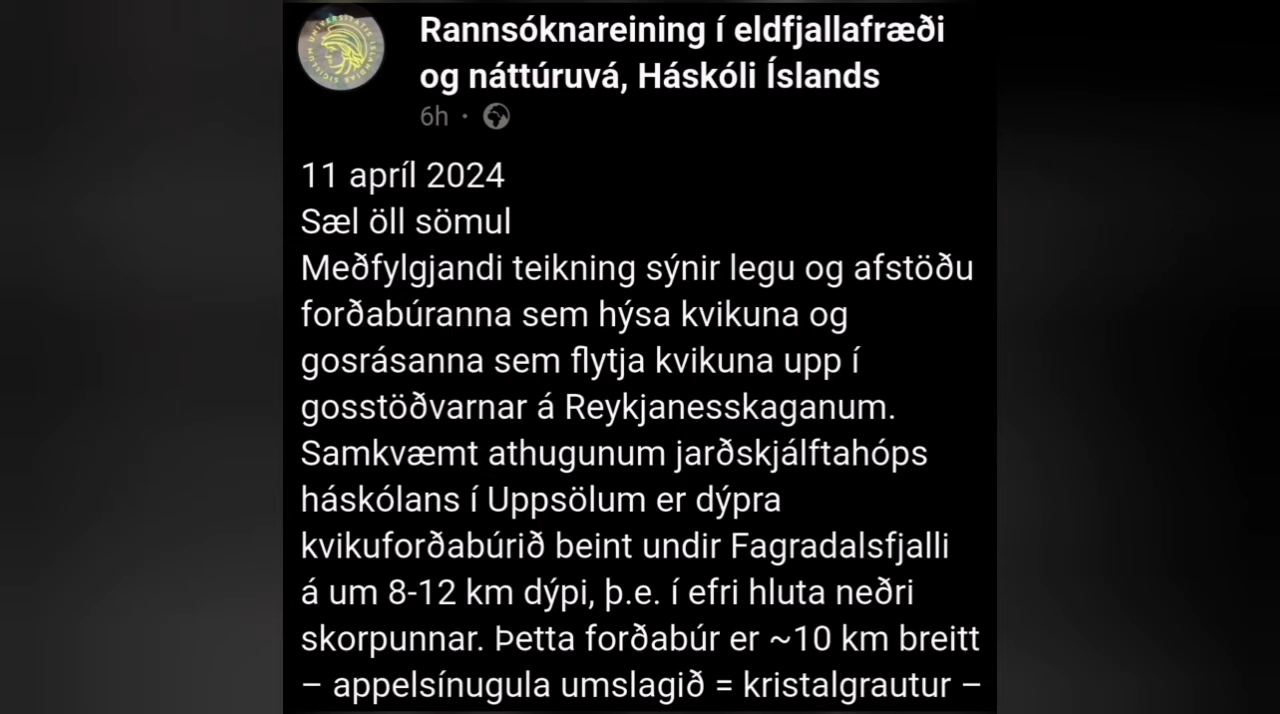 Rannsóknareining í eldfjallafræði
og náttúruvá, Háskóli Íslands
6h ·
11 apríl 2024
Sæl öll sömul
Meðfylgjandi teikning sýnir legu og afstöðu
forðabúranna sem hýsa kvikuna og
gosrásanna sem flytja kvikuna upp í
gosstöðvarnar á Reykjanesskaganum.
Samkvæmt athugunum jarðskjálftahóps
háskólans í Uppsölum er dýpra
kvikuforðabúrið beint undir Fagradalsfjalli
á um 8-12 km dýpi, þ.e. í efri hluta neðri
skorpunnar. Þetta forðabúr er ~10 km breitt
– appelsínugula umslagið = kristalgrautur –